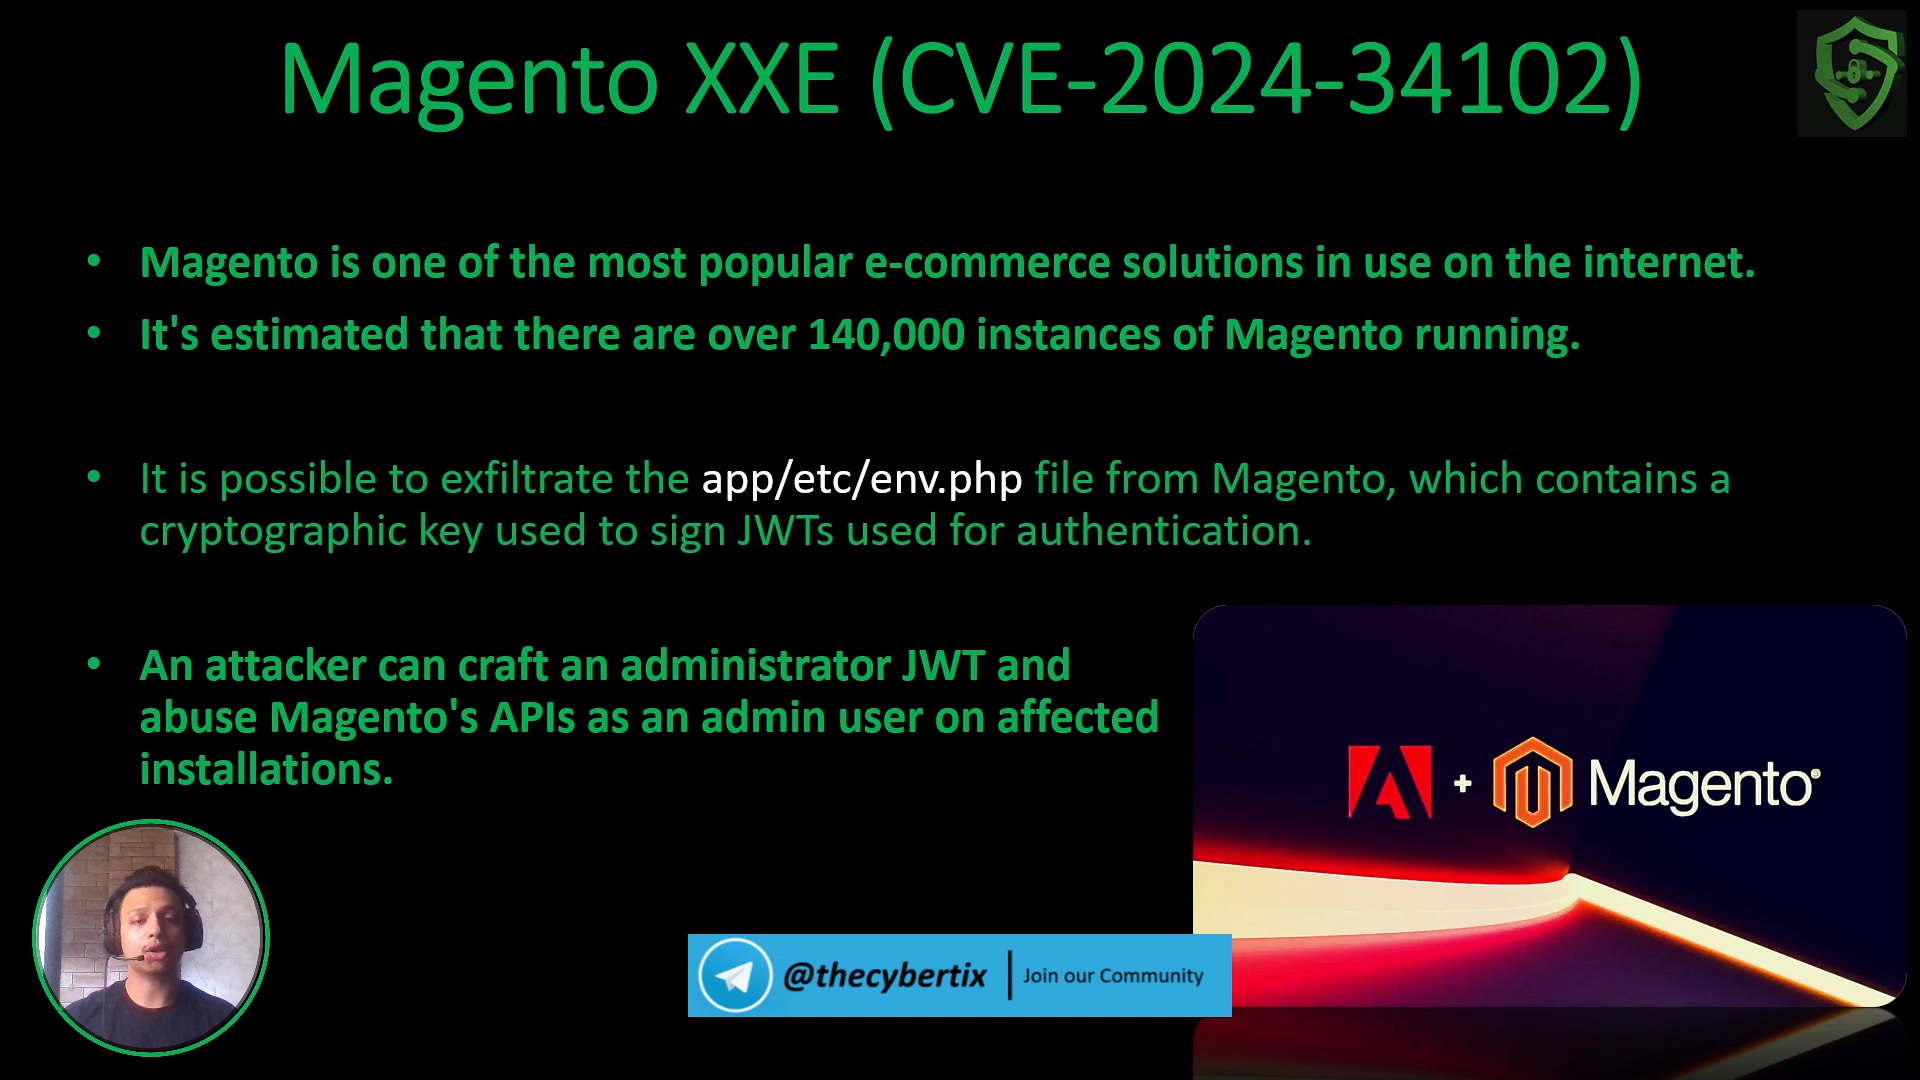 Magento XXE (CVE-2024-34102)
• Magento is one of the most popular e-commerce solutions in use on the internet.
• It's estimated that there are over 140,000 instances of Magento running.
• It is possible to exfiltrate the app/etc/env.php file from Magento, which contains a
cryptographic key used to sign JWTs used for authentication.
• An attacker can craft an administrator JWT and
abuse Magento's APIs as an admin user on affected
installations.
+ Magento®
@thecybertix | Join our Community